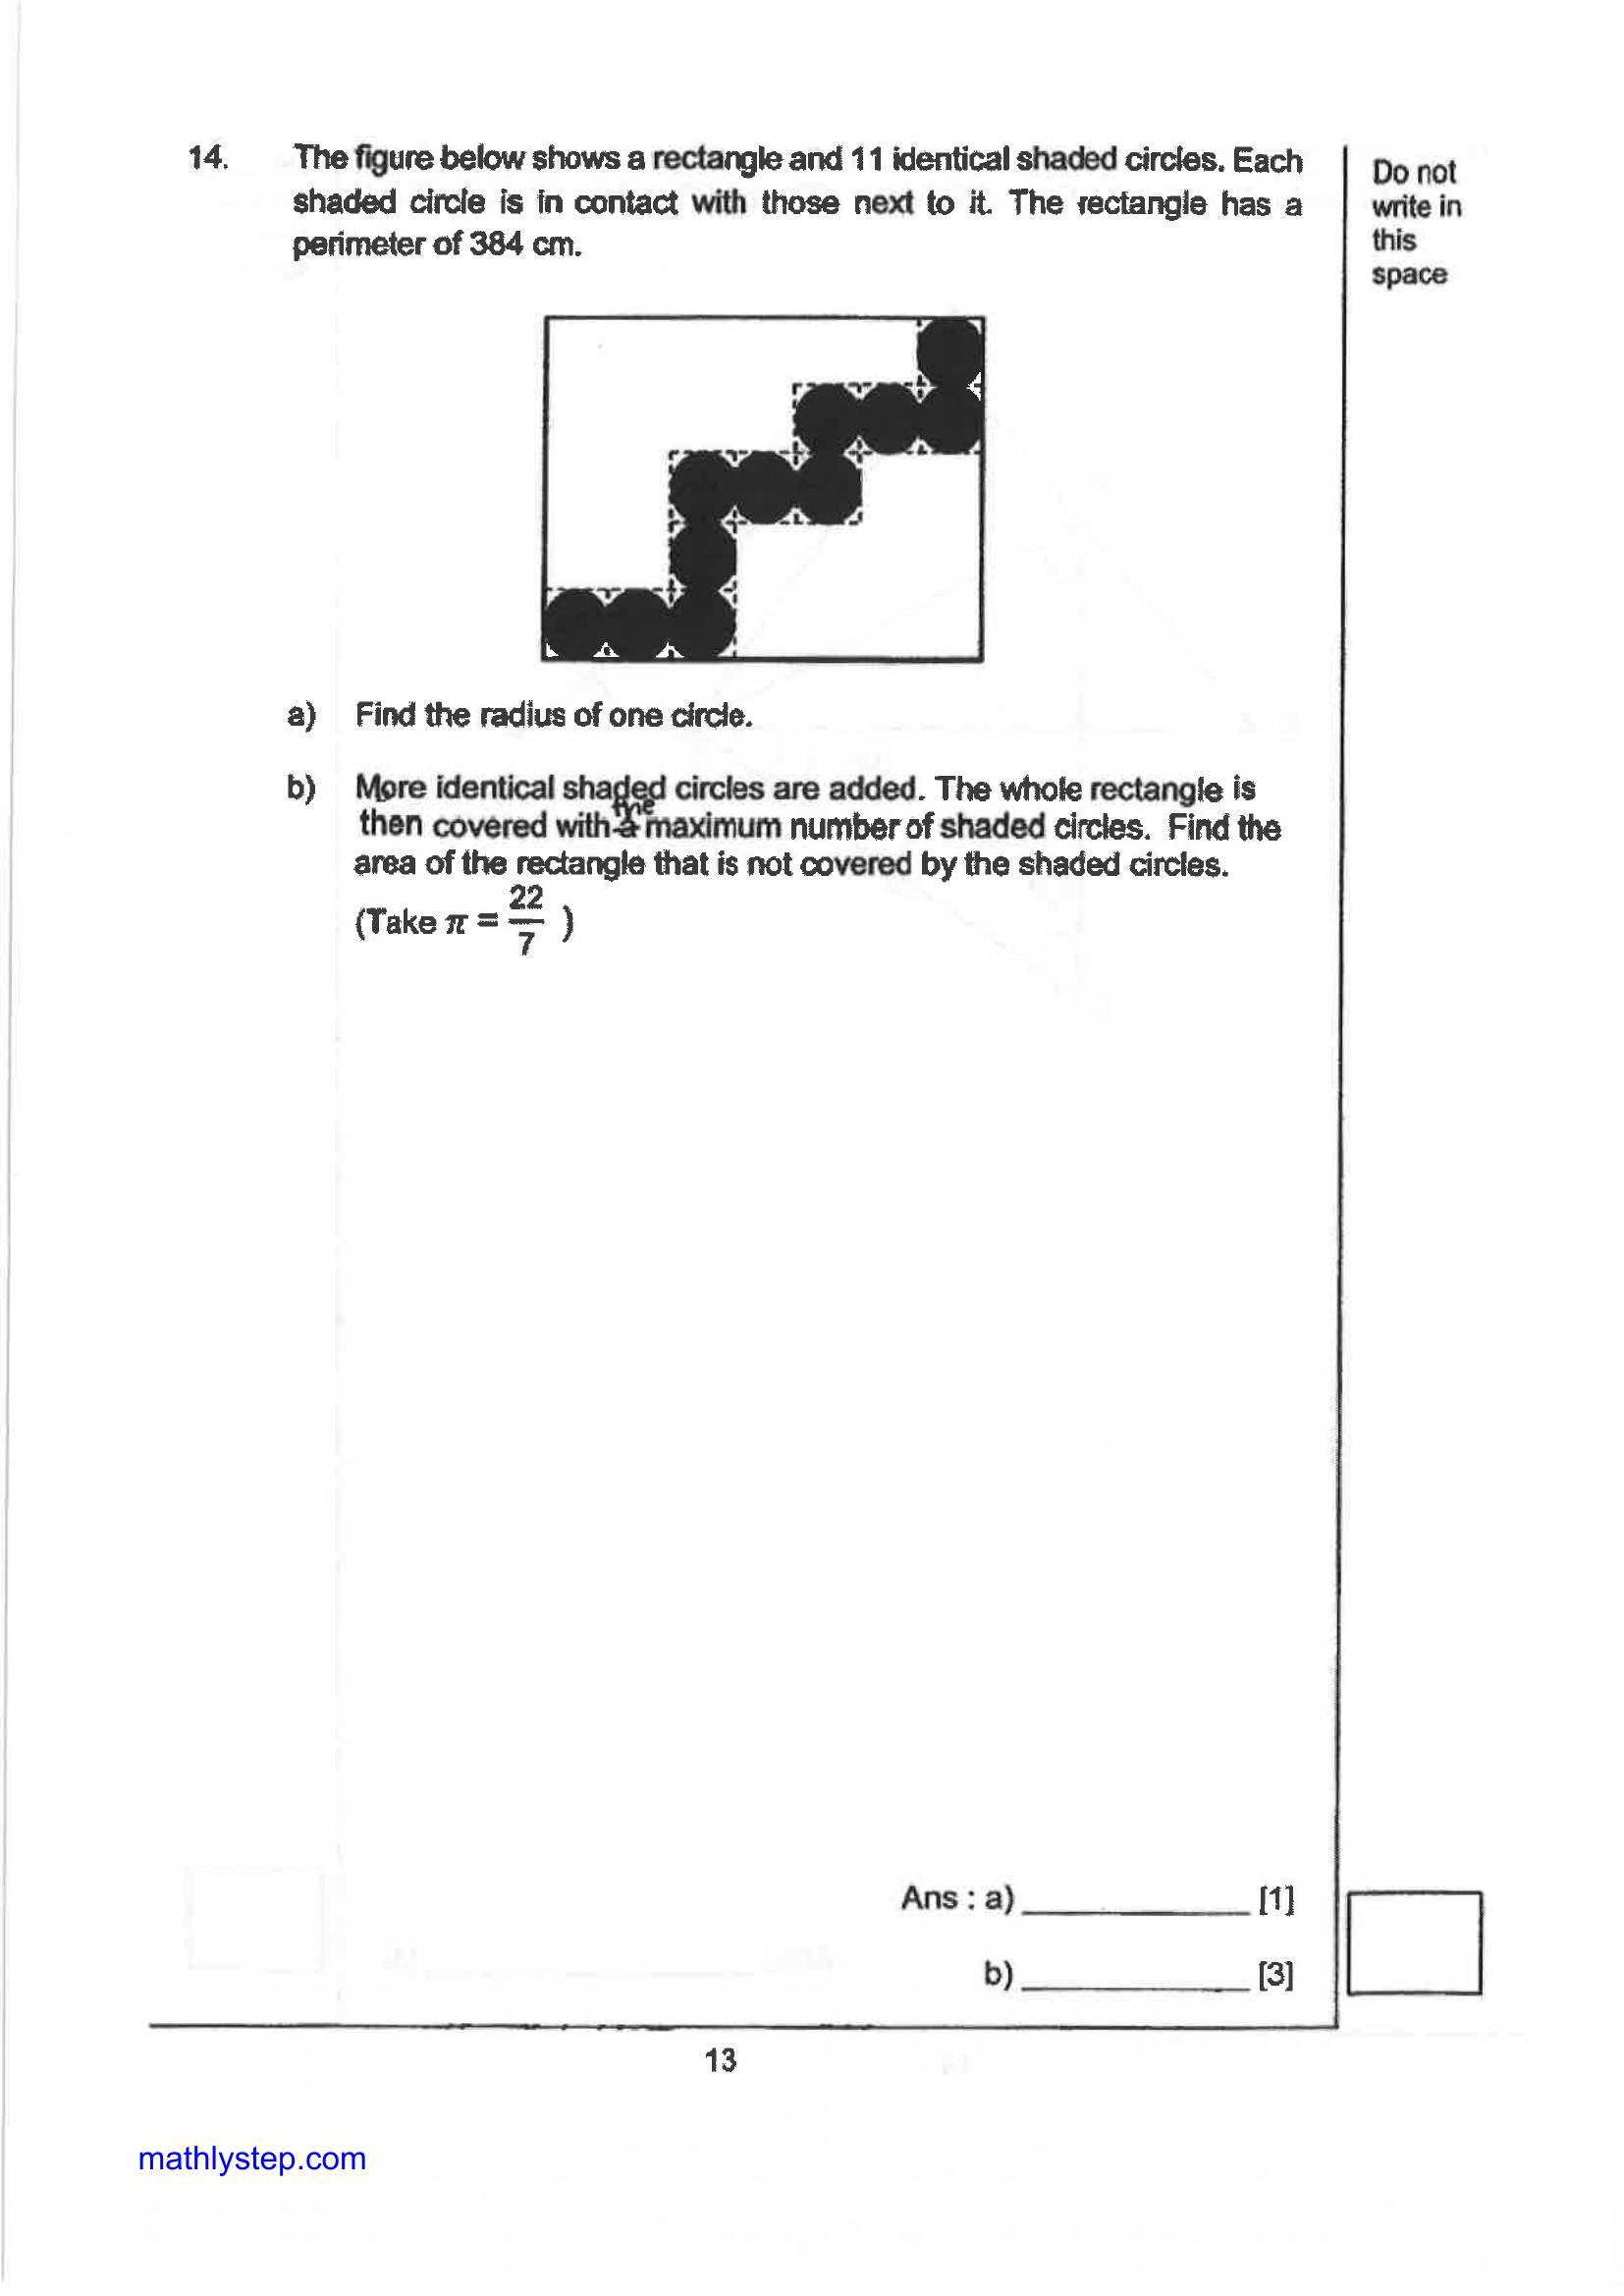 14. The figure below shows a rectangle and 11 identical shaded circles. Each
shaded circle is in contact with those next to it. The rectangle has a
perimeter of 384 cm.
Do not
write in
this
space
a) Find the radius of one circle.
b) More identical shaded circles are added. The whole rectangle is
the
then covered with a maximum number of shaded circles. Find the
area of the rectangle that is not covered by the shaded circles.
(Take π = 22/7 )
Ans : a) ______________ [1]
b) ______________ [3]
13
mathlystep.com